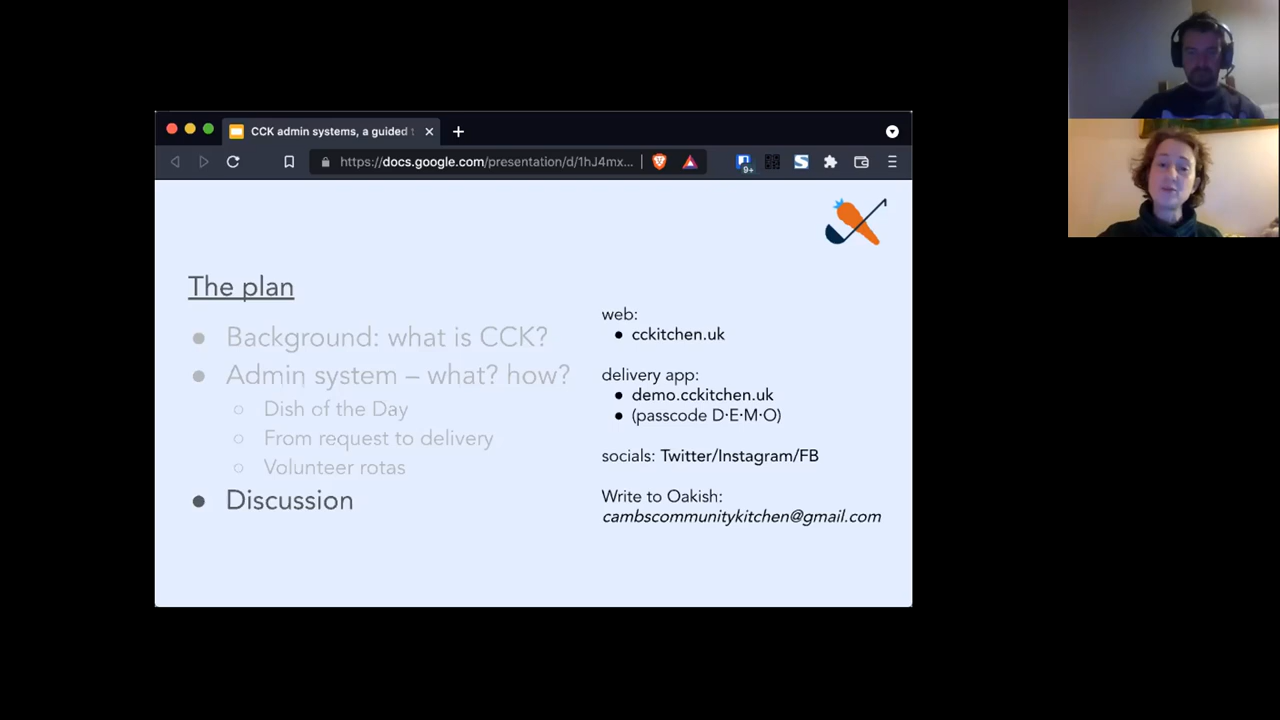 CCK admin systems, a guided
https://docs.google.com/presentation/d/1hJ4mx...
9+
The plan
● Background: what is CCK?
● Admin system – what? how?
○ Dish of the Day
○ From request to delivery
○ Volunteer rotas
● Discussion
web:
● cckitchen.uk
delivery app:
● demo.cckitchen.uk
● (passcode D·E·M·O)
socials: Twitter/Instagram/FB
Write to Oakish:
cambscommunitykitchen@gmail.com